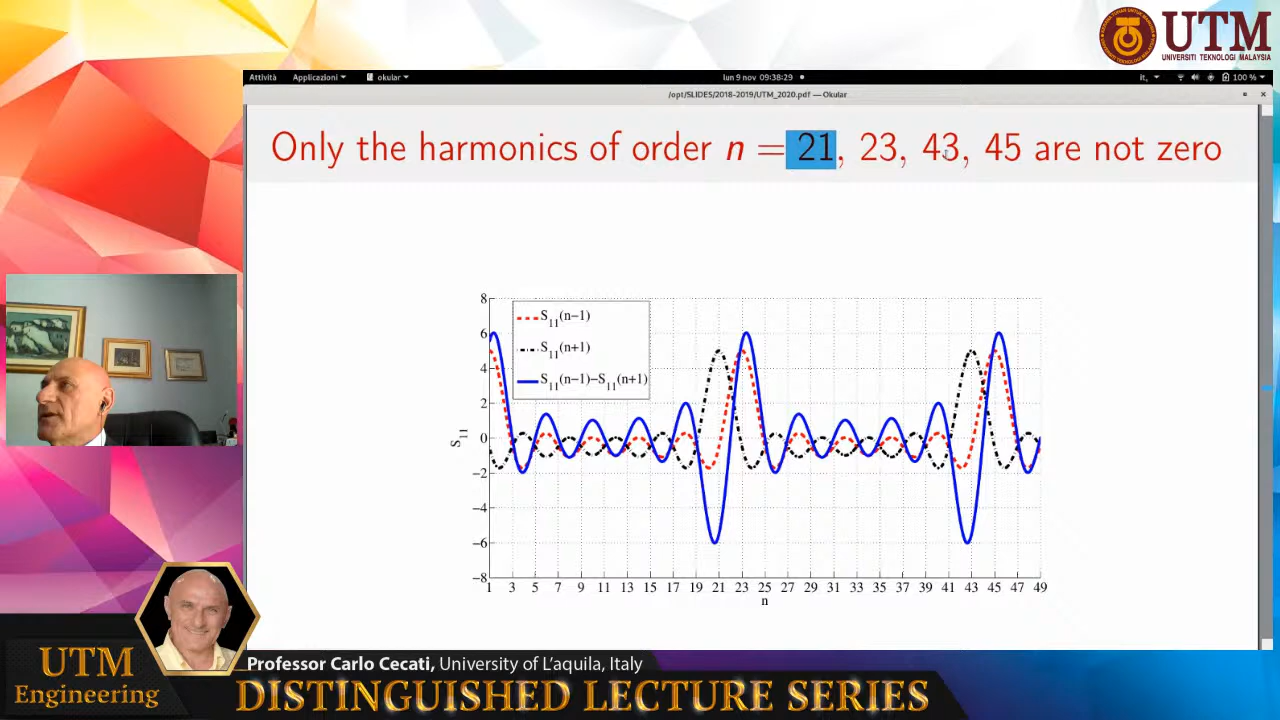 UTM
UNIVERSITI TEKNOLOGI MALAYSIA
Attività Applicazioni okular lun 9 nov 09:38:29 it, 100 %
/opt/SLIDES/2018-2019/UTM_2020.pdf — Okular
Only the harmonics of order n = 21, 23, 43, 45 are not zero
8
6
4
2
0
−2
−4
−6
−8
S11
S11(n−1)
S11(n+1)
S11(n−1)−S11(n+1)
1 3 5 7 9 11 13 15 17 19 21 23 25 27 29 31 33 35 37 39 41 43 45 47 49
n
UTM
Engineering
Professor Carlo Cecati, University of L'aquila, Italy
DISTINGUISHED LECTURE SERIES